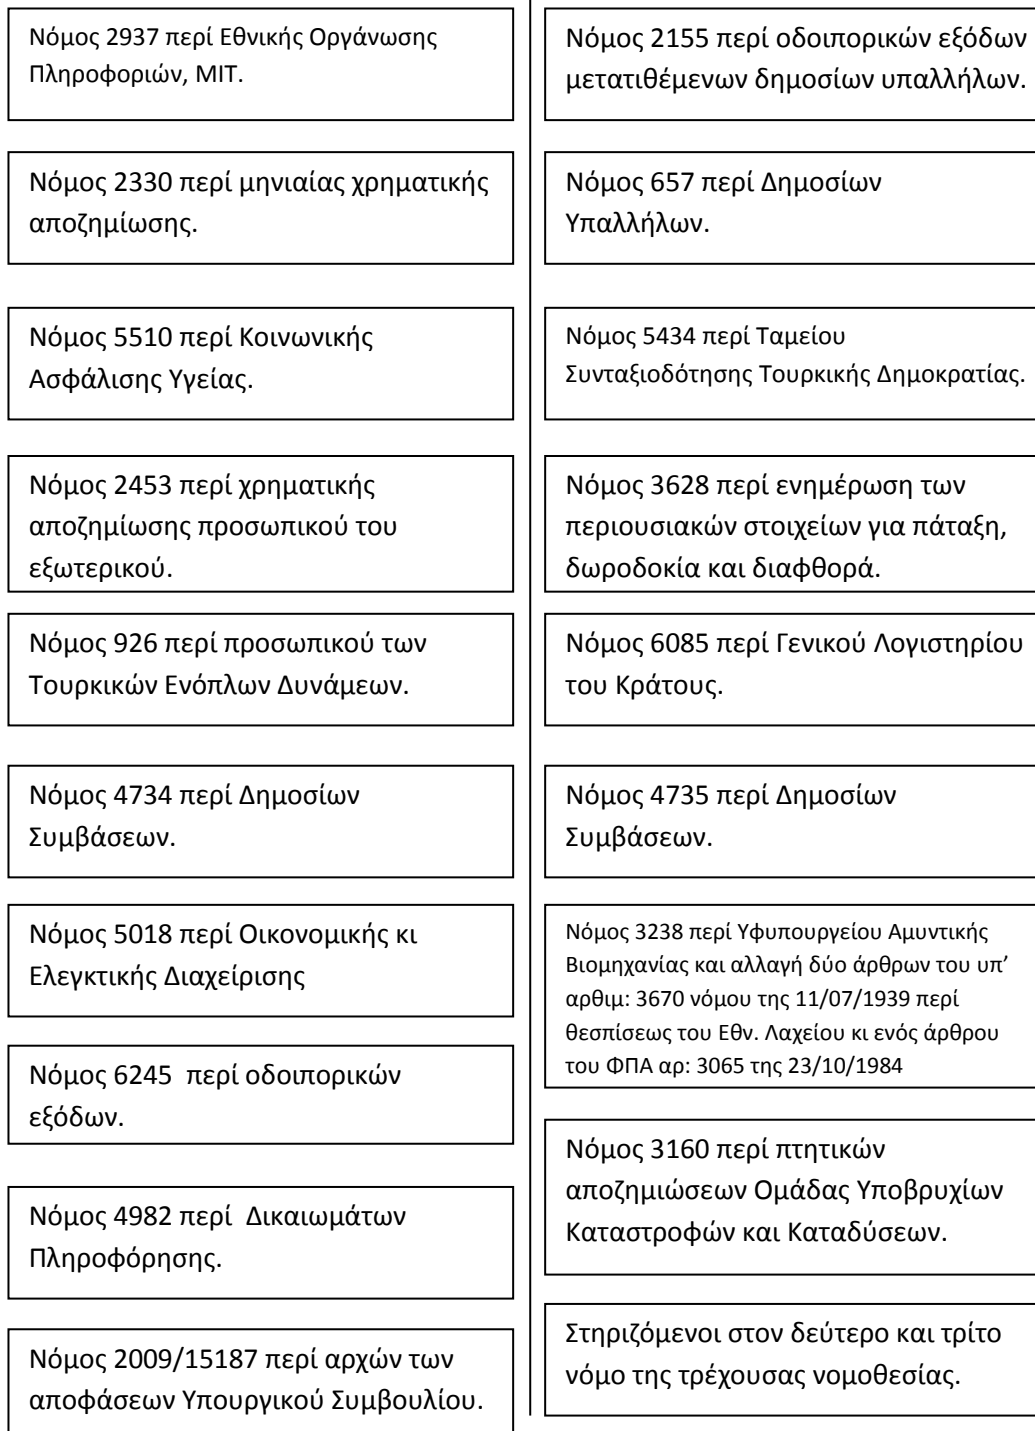 Νόμος 2937 περί Εθνικής Οργάνωσης
Πληροφοριών, ΜΙΤ.
Νόμος 2330 περί μηνιαίας χρηματικής
αποζημίωσης.
Νόμος 5510 περί Κοινωνικής
Ασφάλισης Υγείας.
Νόμος 2453 περί χρηματικής
αποζημίωσης προσωπικού του
εξωτερικού.
Νόμος 926 περί προσωπικού των
Τουρκικών Ενόπλων Δυνάμεων.
Νόμος 4734 περί Δημοσίων
Συμβάσεων.
Νόμος 5018 περί Οικονομικής κι
Ελεγκτικής Διαχείρισης
Νόμος 6245 περί οδοιπορικών
εξόδων.
Νόμος 4982 περί Δικαιωμάτων
Πληροφόρησης.
Νόμος 2009/15187 περί αρχών των
αποφάσεων Υπουργικού Συμβουλίου.
Νόμος 2155 περί οδοιπορικών εξόδων
μετατιθέμενων δημοσίων υπαλλήλων.
Νόμος 657 περί Δημοσίων
Υπαλλήλων.
Νόμος 5434 περί Ταμείου
Συνταξιοδότησης Τουρκικής Δημοκρατίας.
Νόμος 3628 περί ενημέρωση των
περιουσιακών στοιχείων για πάταξη,
δωροδοκία και διαφθορά.
Νόμος 6085 περί Γενικού Λογιστηρίου
του Κράτους.
Νόμος 4735 περί Δημοσίων
Συμβάσεων.
Νόμος 3238 περί Υφυπουργείου Αμυντικής
Βιομηχανίας και αλλαγή δύο άρθρων του υπ’
αρθιμ: 3670 νόμου της 11/07/1939 περί
θεσπίσεως του Εθν. Λαχείου κι ενός άρθρου
του ΦΠΑ αρ: 3065 της 23/10/1984
Νόμος 3160 περί πτητικών
αποζημιώσεων Ομάδας Υποβρυχίων
Καταστροφών και Καταδύσεων.
Στηριζόμενοι στον δεύτερο και τρίτο
νόμο της τρέχουσας νομοθεσίας.